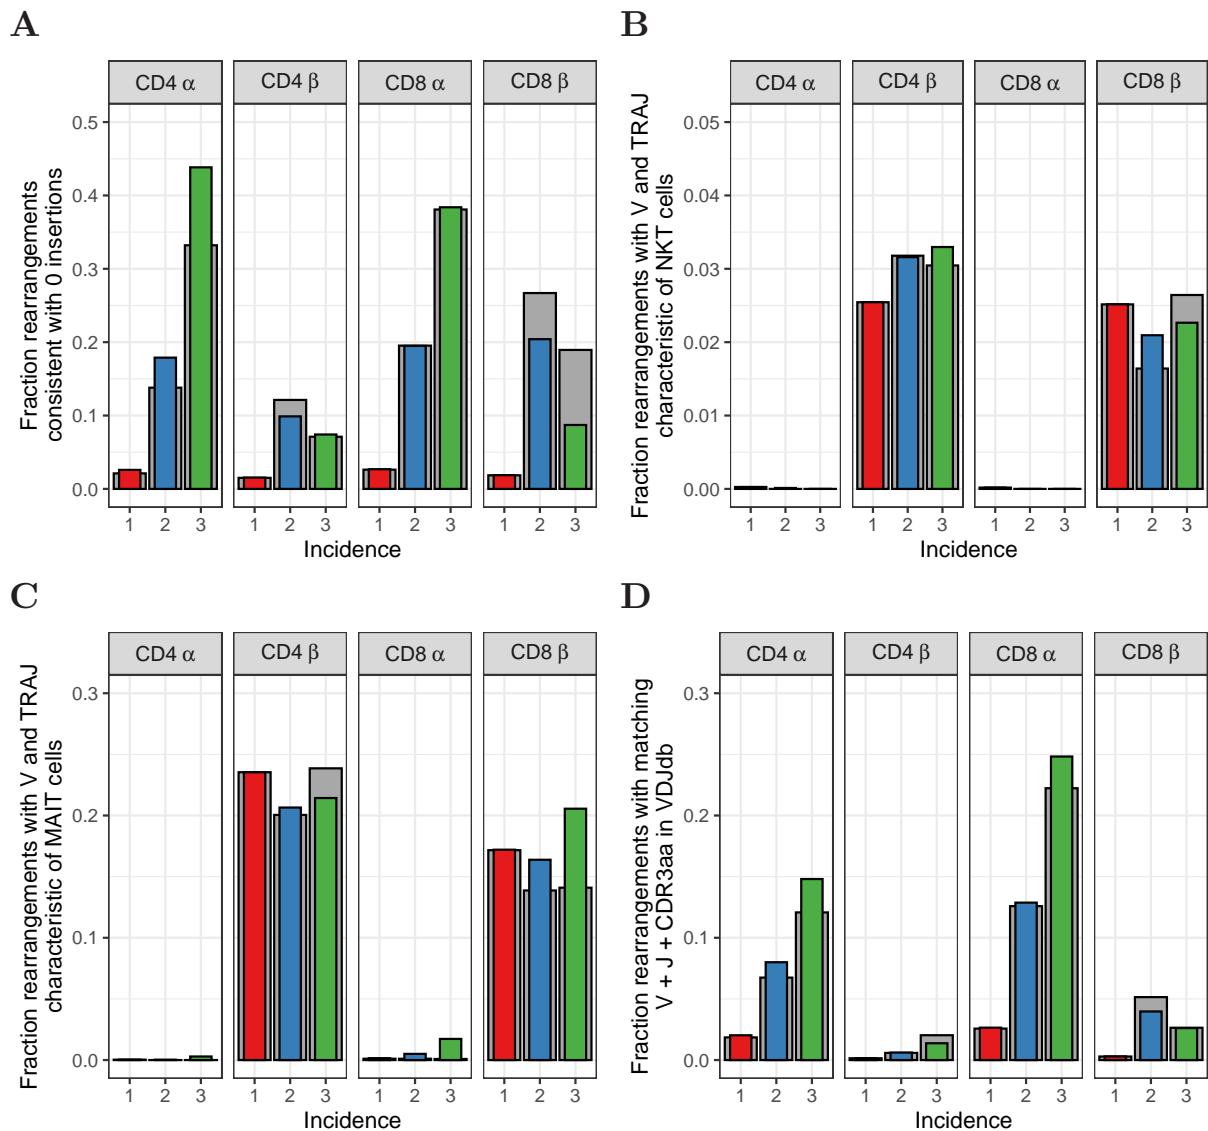 A
CD4 α
CD4 β
CD8 α
CD8 β
Fraction rearrangements
consistent with 0 insertions
0.5
0.4
0.3
0.2
0.1
0.0
1 2 3
1 2 3
1 2 3
1 2 3
Incidence
B
CD4 α
CD4 β
CD8 α
CD8 β
Fraction rearrangements with V and TRAJ
characteristic of NKT cells
0.05
0.04
0.03
0.02
0.01
0.00
1 2 3
1 2 3
1 2 3
1 2 3
Incidence
C
CD4 α
CD4 β
CD8 α
CD8 β
Fraction rearrangements with V and TRAJ
characteristic of MAIT cells
0.3
0.2
0.1
0.0
1 2 3
1 2 3
1 2 3
1 2 3
Incidence
D
CD4 α
CD4 β
CD8 α
CD8 β
Fraction rearrangements with matching
V + J + CDR3aa in VDJdb
0.3
0.2
0.1
0.0
1 2 3
1 2 3
1 2 3
1 2 3
Incidence